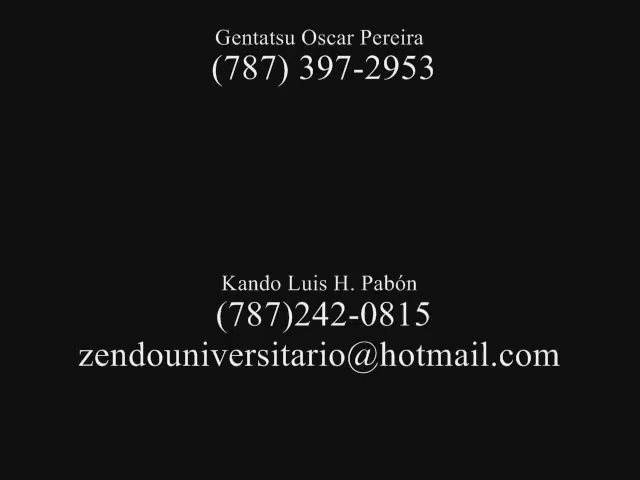 Gentatsu Oscar Pereira
(787) 397-2953
Kando Luis H. Pabón
(787)242-0815
zendouniversitario@hotmail.com